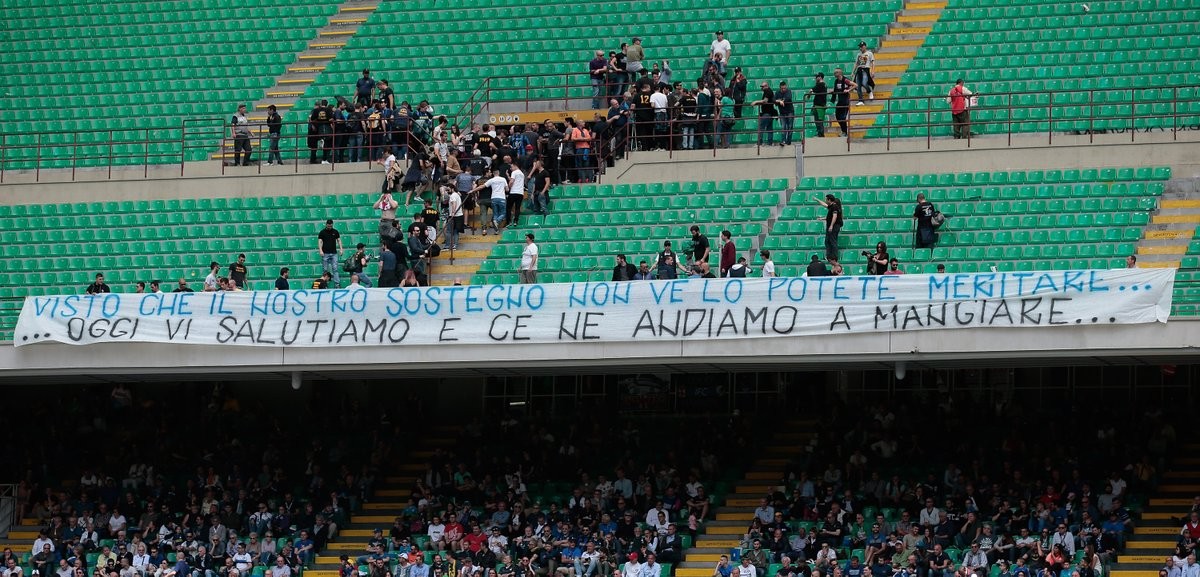 VISTO CHE IL NOSTRO SOSTEGNO NON VE LO POTETE MERITARE...
...OGGI VI SALUTIAMO E CE NE ANDIAMO A MANGIARE...